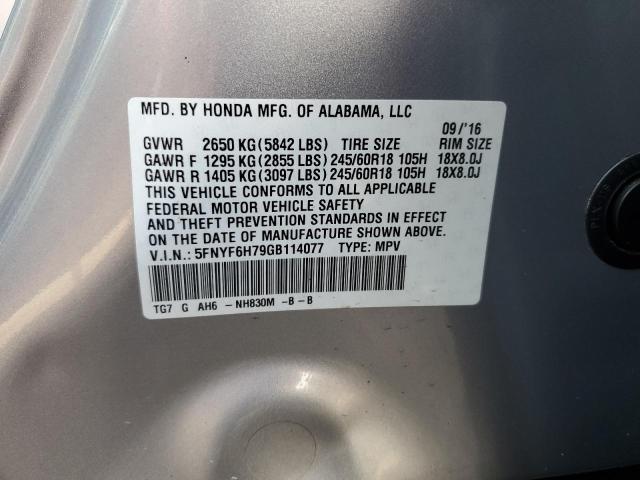 MFD. BY HONDA MFG. OF ALABAMA, LLC
09/'16
GVWR 2650 KG (5842 LBS) TIRE SIZE RIM SIZE
GAWR F 1295 KG (2855 LBS) 245/60R18 105H 18X8.0J
GAWR R 1405 KG (3097 LBS) 245/60R18 105H 18X8.0J
THIS VEHICLE CONFORMS TO ALL APPLICABLE
FEDERAL MOTOR VEHICLE SAFETY
AND THEFT PREVENTION STANDARDS IN EFFECT
ON THE DATE OF MANUFACTURE SHOWN ABOVE.
V.I.N.: 5FNYF6H79GB114077 TYPE: MPV
TG7 G AH6 -NH830M -B-B